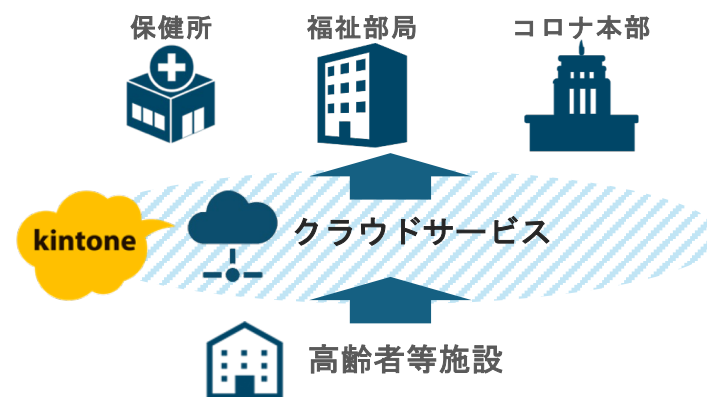 保健所
福祉部局
コロナ本部
kintone
クラウドサービス
高齢者等施設